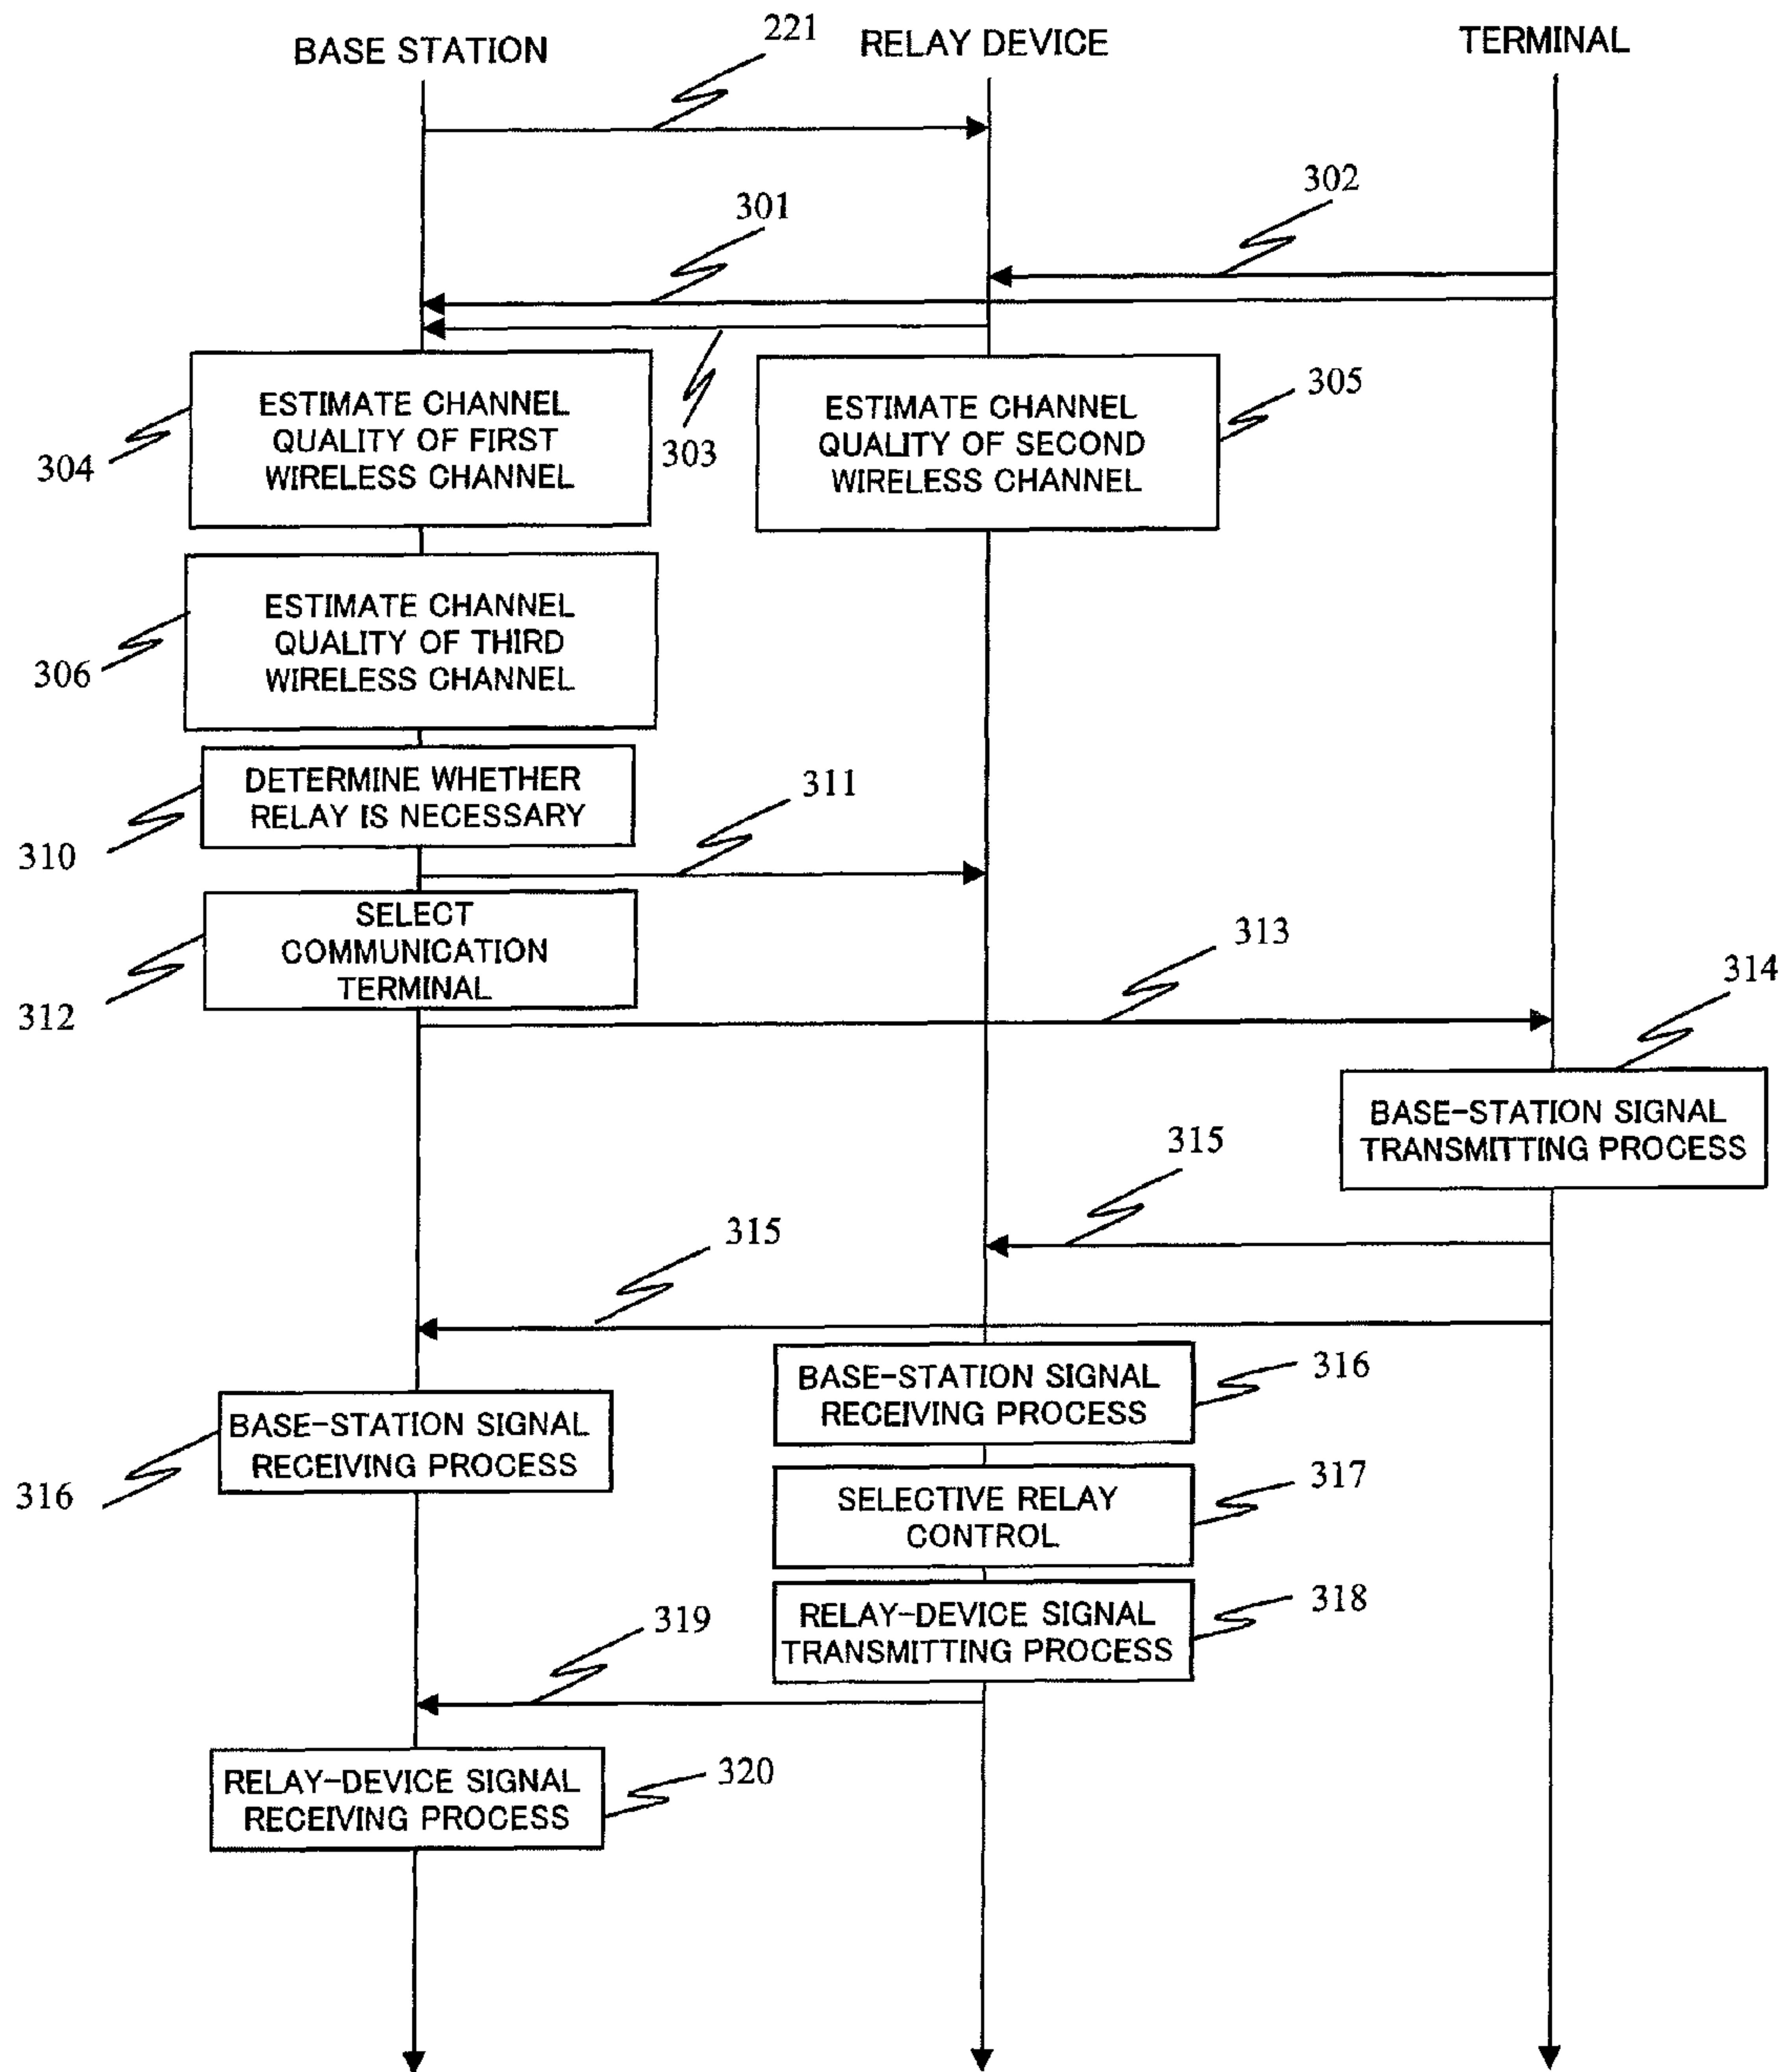 221
BASE STATION
RELAY DEVICE
TERMINAL
302
301
305
ESTIMATE CHANNEL
QUALITY OF FIRST
WIRELESS CHANNEL
ESTIMATE CHANNEL
QUALITY OF SECOND
WIRELESS CHANNEL
304
303
ESTIMATE CHANNEL
QUALITY OF THIRD
WIRELESS CHANNEL
306
DETERMINE WHETHER
RELAY IS NECESSARY
311
310
SELECT
COMMUNICATION
TERMINAL
313
314
312
BASE-STATION SIGNAL
TRANSMITTING PROCESS
315
315
BASE-STATION SIGNAL
RECEIVING PROCESS
316
BASE-STATION SIGNAL
RECEIVING PROCESS
316
317
SELECTIVE RELAY
CONTROL
318
319
RELAY-DEVICE SIGNAL
TRANSMITTING PROCESS
RELAY-DEVICE SIGNAL
RECEIVING PROCESS
320